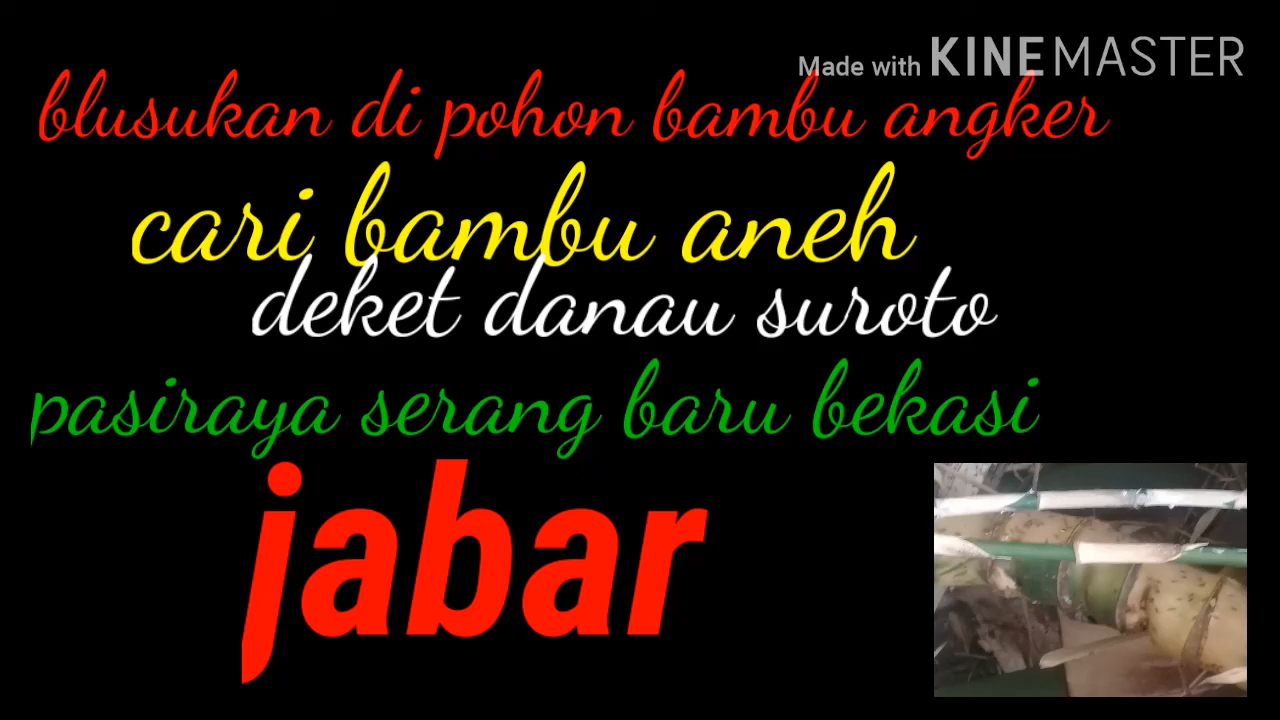 Made with KINEMASTER
blusukan di pohon bambu angker
cari bambu aneh
deket danau suroto
pasiraya serang baru bekasi
jabar